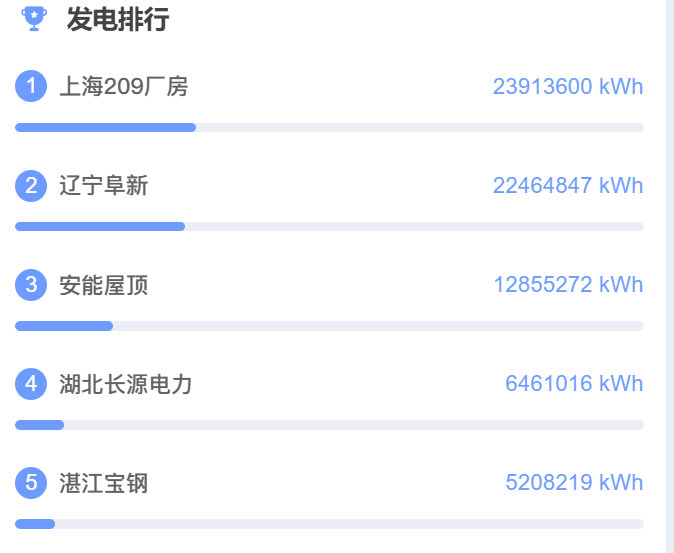 发电排行
1 上海209厂房 23913600 kWh
2 辽宁阜新 22464847 kWh
3 安能屋顶 12855272 kWh
4 湖北长源电力 6461016 kWh
5 湛江宝钢 5208219 kWh